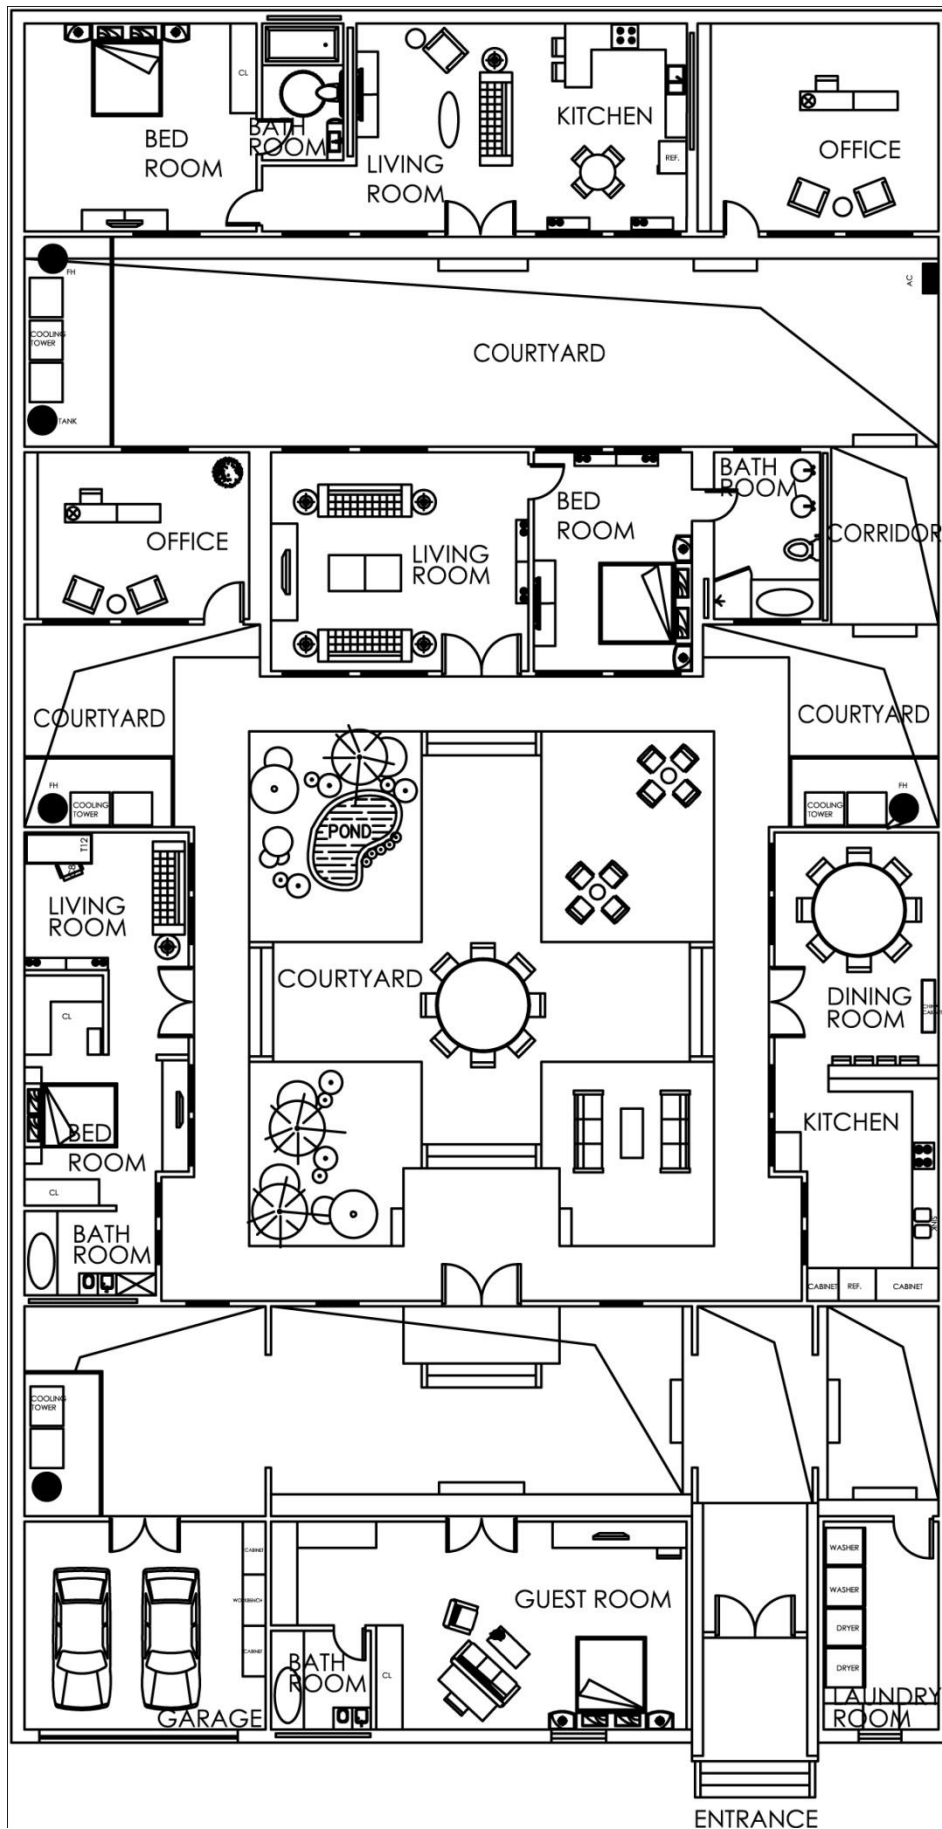 CL
BED
ROOM
BATH
ROOM
LIVING
ROOM
KITCHEN
REF.
OFFICE
FH
COOLING
TOWER
TANK
COURTYARD
AC
OFFICE
LIVING
ROOM
BED
ROOM
BATH
ROOM
CORRIDOR
COURTYARD
COURTYARD
FH
COOLING
TOWER
COOLING
TOWER
FH
T12
LIVING
ROOM
POND
CL
COURTYARD
DINING
ROOM
BED
ROOM
KITCHEN
CL
BATH
ROOM
CABINET
REF.
CABINET
COOLING
TOWER
CABINET
WORKBENCH
CABINET
GARAGE
BATH
ROOM
CL
GUEST ROOM
WASHER
WASHER
DRYER
DRYER
LAUNDRY
ROOM
ENTRANCE